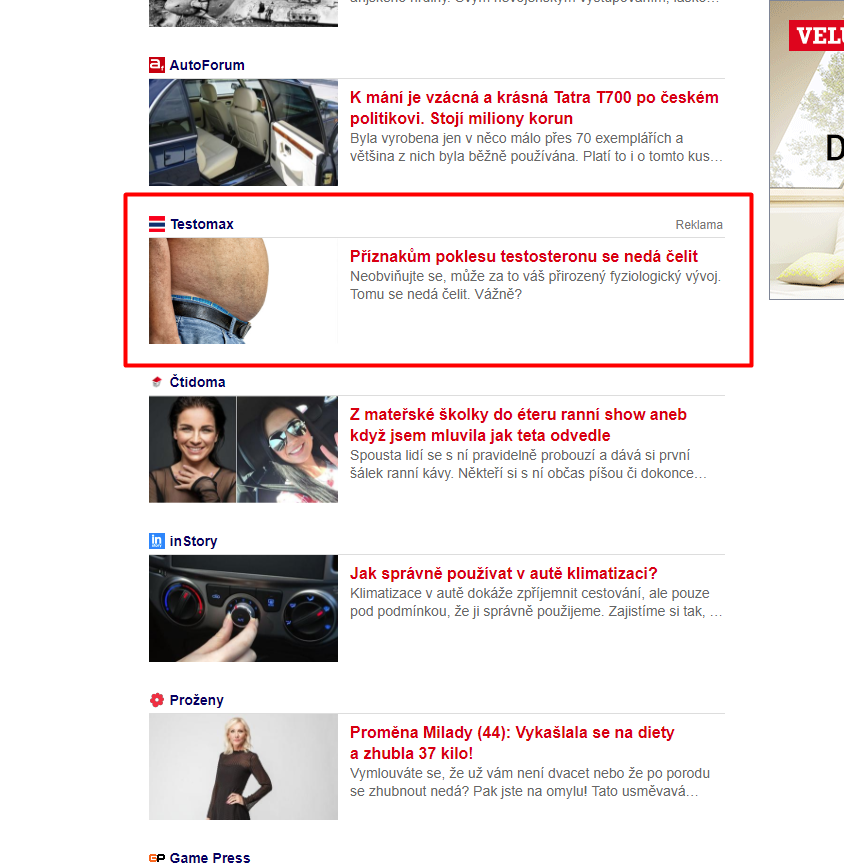 AutoForum
K mání je vzácná a krásná Tatra T700 po českém
politikovi. Stojí miliony korun
Byla vyrobena jen v něco málo přes 70 exemplářích a
většina z nich byla běžně používána. Platí to i o tomto kus…
Testomax
Reklama
Příznakům poklesu testosteronu se nedá čelit
Neobviňujte se, může za to váš přirozený fyziologický vývoj.
Tomu se nedá čelit. Vážně?
Čtidoma
Z mateřské školky do éteru ranní show aneb
když jsem mluvila jak teta odvedle
Spousta lidí se s ní pravidelně probouzí a dává si první
šálek ranní kávy. Někteří si s ní občas píšou či dokonce…
inStory
Jak správně používat v autě klimatizaci?
Klimatizace v autě dokáže zpříjemnit cestování, ale pouze
pod podmínkou, že ji správně použijeme. Zajistíme si tak, …
Proženy
Proměna Milady (44): Vykašlala se na diety
a zhubla 37 kilo!
Vymlouváte se, že už vám není dvacet nebo že po porodu
se zhubnout nedá? Pak jste na omylu! Tato usměvavá…
GP Game Press